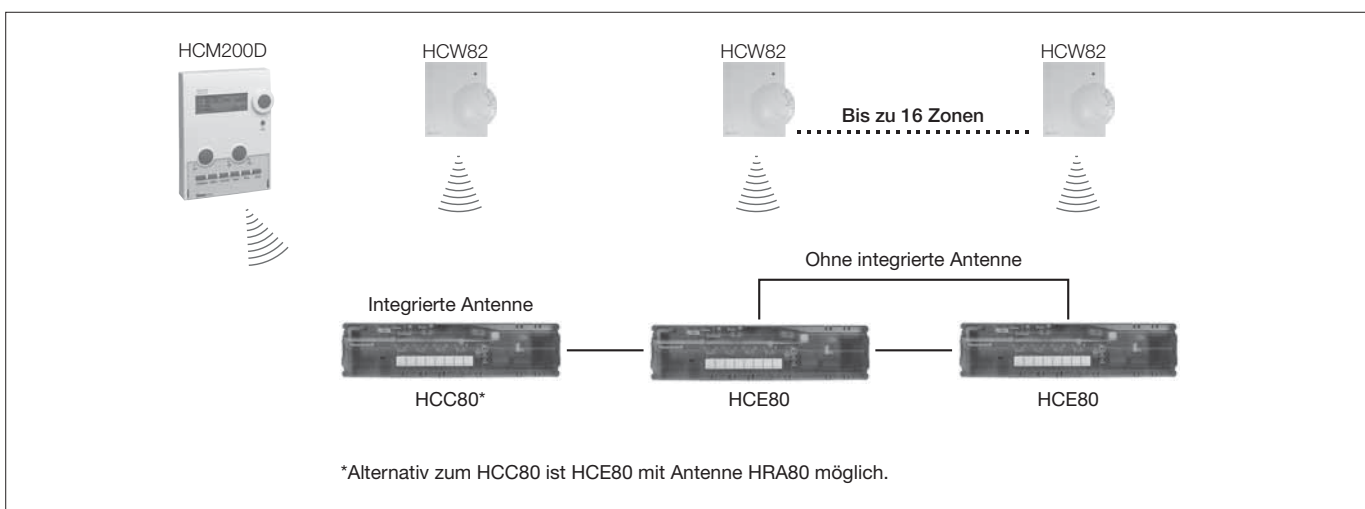 HCM200D
HCW82
HCW82
HCW82
Bis zu 16 Zonen
Ohne integrierte Antenne
Integrierte Antenne
HCC80*
HCE80
HCE80
*Alternativ zum HCC80 ist HCE80 mit Antenne HRA80 möglich.